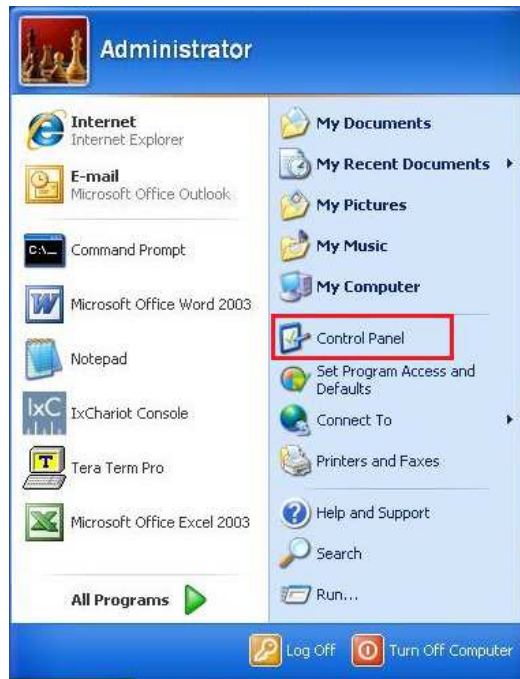 Administrator
Internet
Internet Explorer
E-mail
Microsoft Office Outlook
C:\_
Command Prompt
Microsoft Office Word 2003
Notepad
IxC
IxChariot Console
Tera Term Pro
Microsoft Office Excel 2003
All Programs
My Documents
My Recent Documents
My Pictures
My Music
My Computer
Control Panel
Set Program Access and
Defaults
Connect To
Printers and Faxes
Help and Support
Search
Run...
Log Off
Turn Off Computer